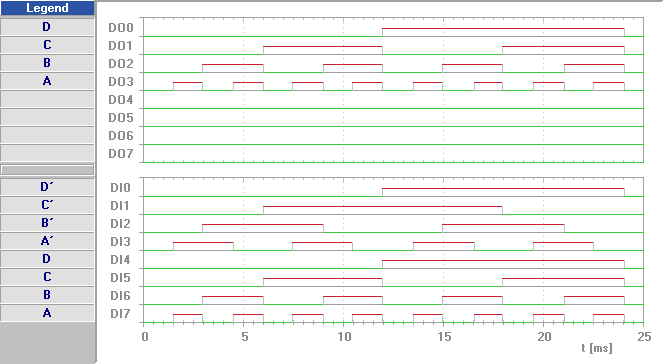 Legend
D DO0
C DO1
B DO2
A DO3
DO4
DO5
DO6
DO7
D´ DI0
C´ DI1
B´ DI2
A´ DI3
D DI4
C DI5
B DI6
A DI7
0 5 10 15 20 25
t [ms]